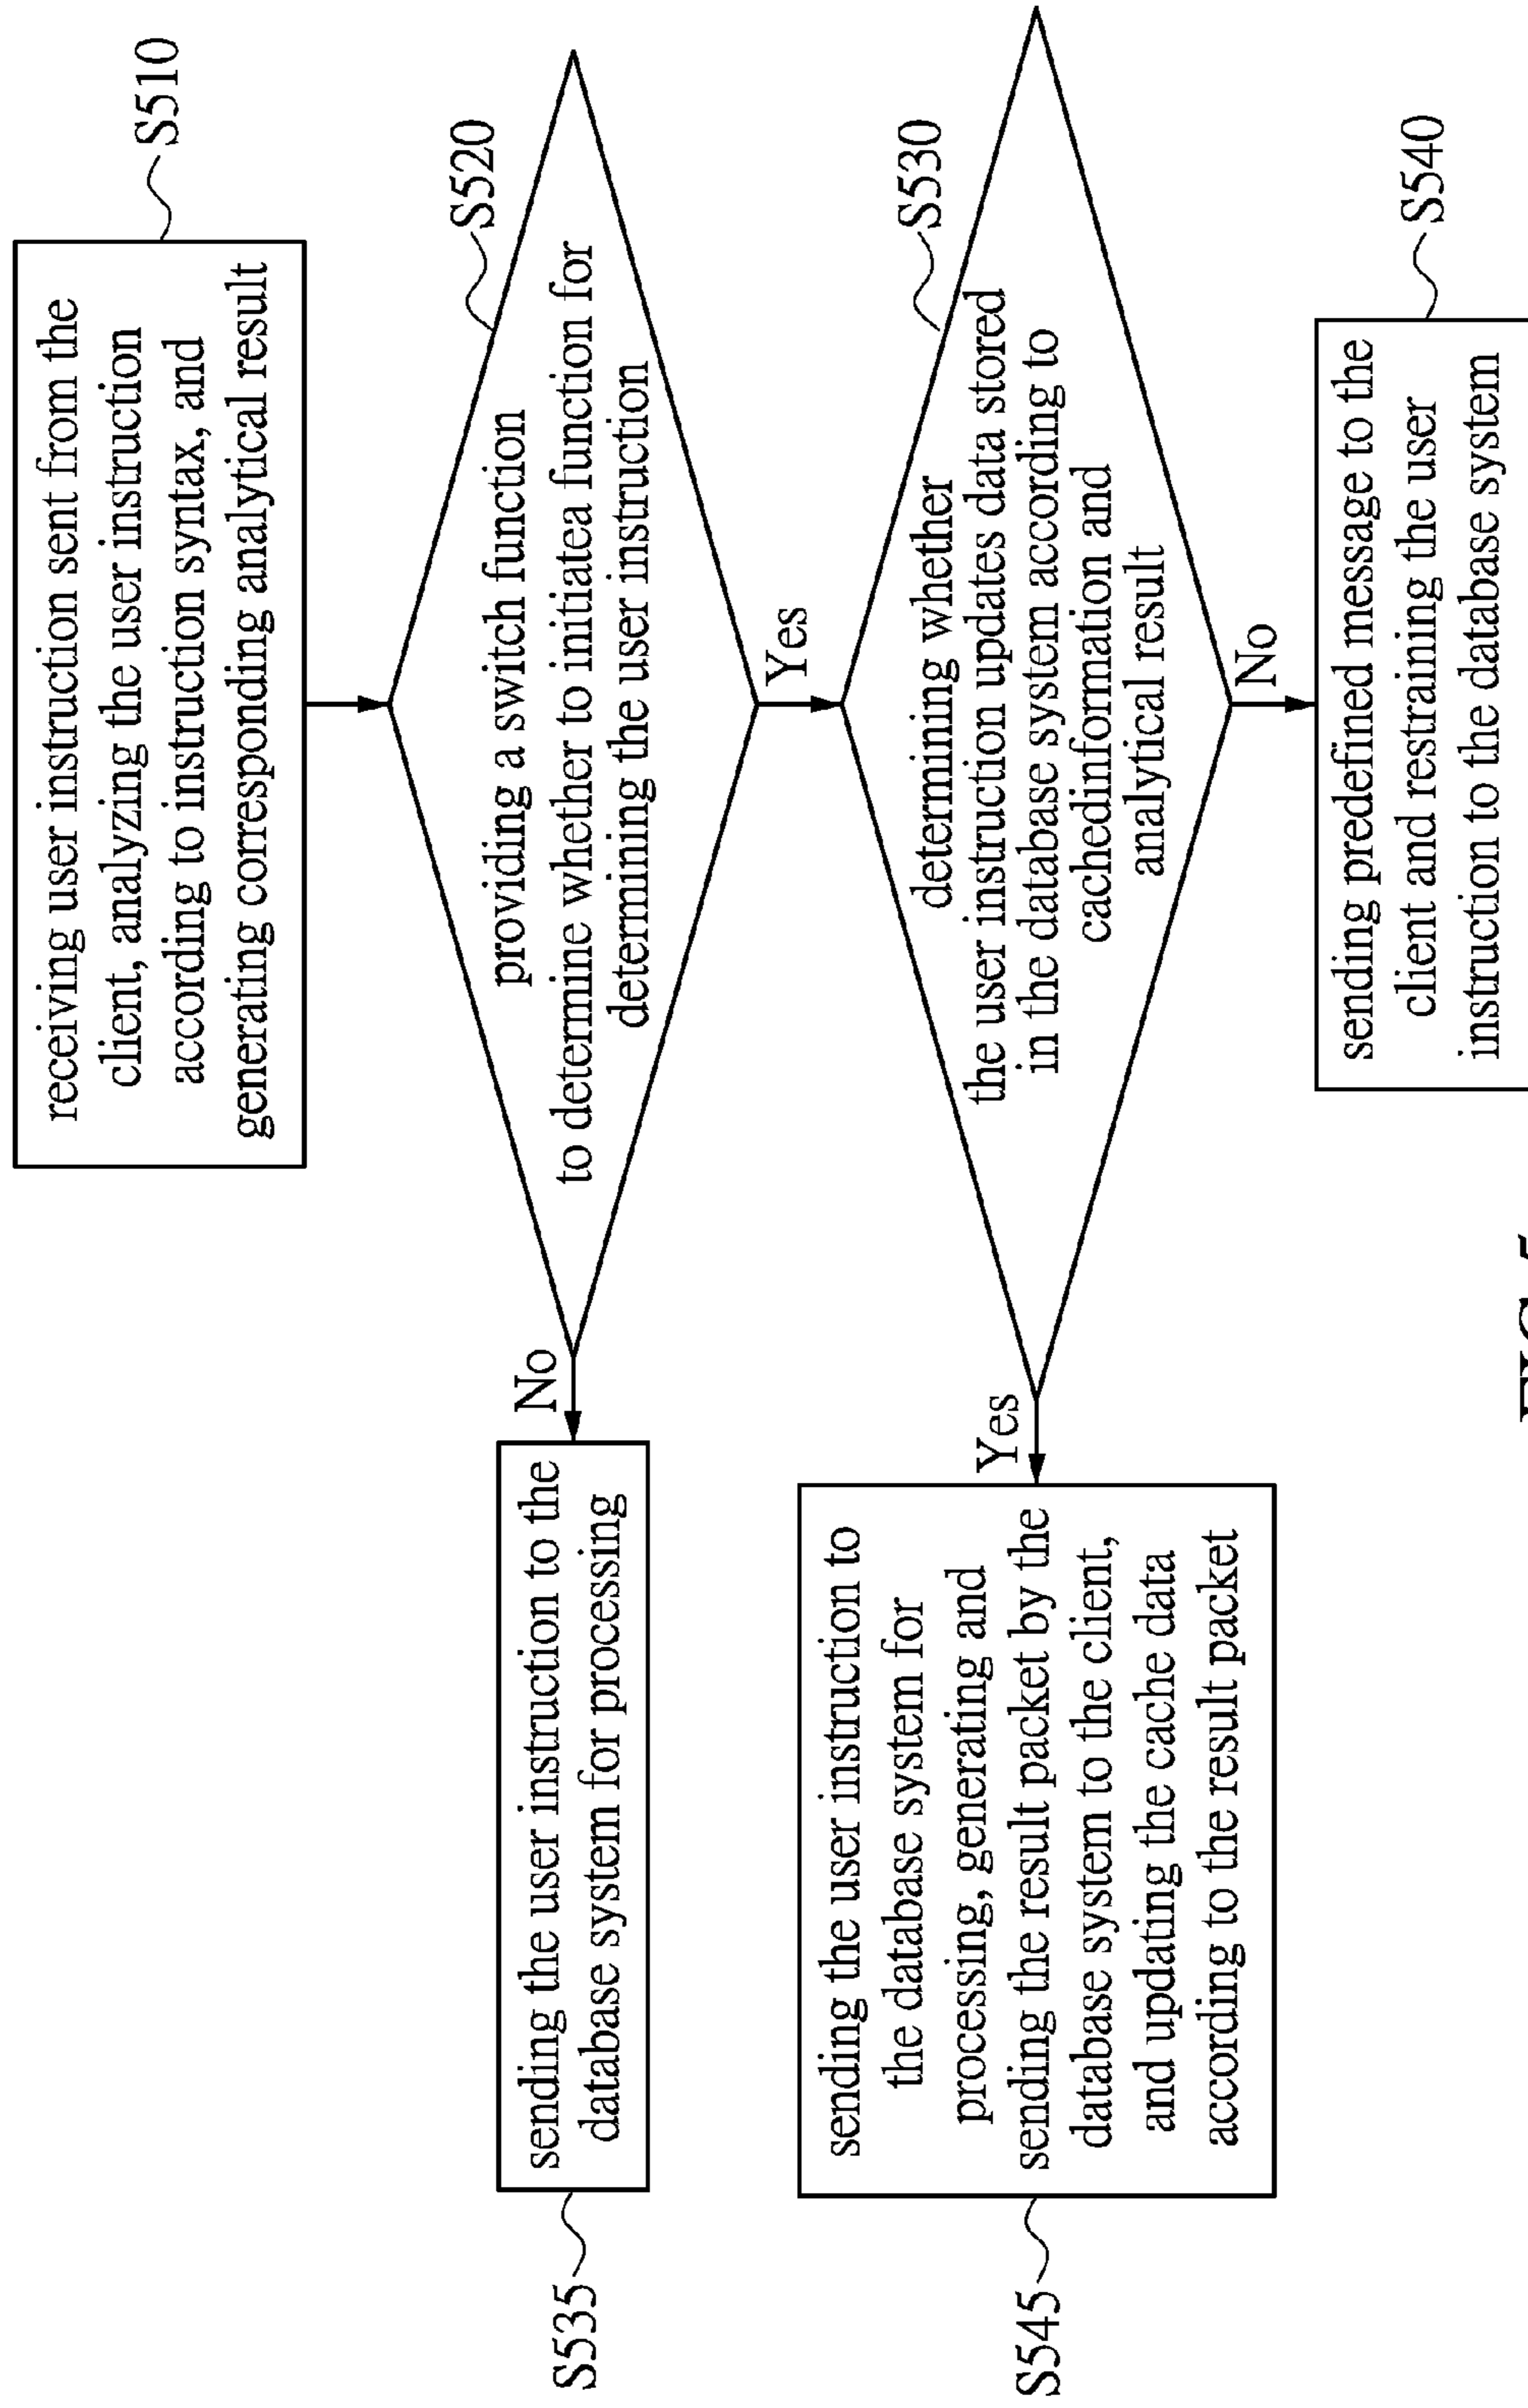 receiving user instruction sent from the
client, analyzing the user instruction
according to instruction syntax, and
generating corresponding analytical result
S510
S520
providing a switch function
to determine whether to initiatea function for
determining the user instruction
No
Yes
sending the user instruction to the
database system for processing
S535
S530
determining whether
the user instruction updates data stored
in the database system according to
cachedinformation and
analytical result
Yes
No
sending the user instruction to
the database system for
processing, generating and
sending the result packet by the
database system to the client,
and updating the cache data
according to the result packet
S545
S540
sending predefined message to the
client and restraining the user
instruction to the database system